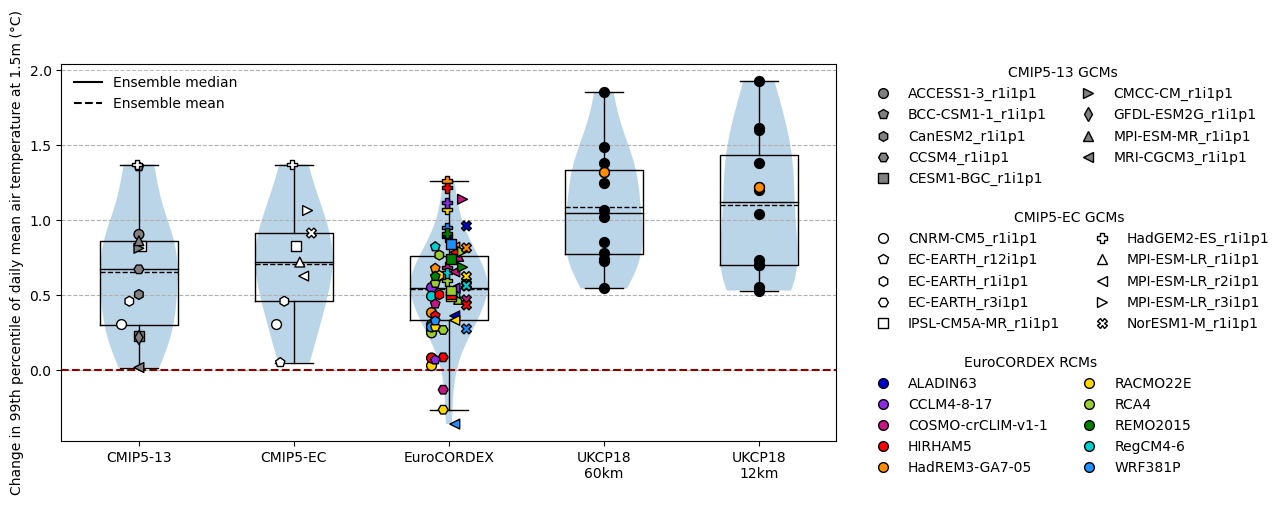 Change in 99th percentile of daily mean air temperature at 1.5m (°C)
2.0
1.5
1.0
0.5
0.0
Ensemble median
Ensemble mean
CMIP5-13
CMIP5-EC
EuroCORDEX
UKCP18
60km
UKCP18
12km
CMIP5-13 GCMs
ACCESS1-3_r1i1p1
BCC-CSM1-1_r1i1p1
CanESM2_r1i1p1
CCSM4_r1i1p1
CESM1-BGC_r1i1p1
CMCC-CM_r1i1p1
GFDL-ESM2G_r1i1p1
MPI-ESM-MR_r1i1p1
MRI-CGCM3_r1i1p1
CMIP5-EC GCMs
CNRM-CM5_r1i1p1
EC-EARTH_r12i1p1
EC-EARTH_r1i1p1
EC-EARTH_r3i1p1
IPSL-CM5A-MR_r1i1p1
HadGEM2-ES_r1i1p1
MPI-ESM-LR_r1i1p1
MPI-ESM-LR_r2i1p1
MPI-ESM-LR_r3i1p1
NorESM1-M_r1i1p1
EuroCORDEX RCMs
ALADIN63
CCLM4-8-17
COSMO-crCLIM-v1-1
HIRHAM5
HadREM3-GA7-05
RACMO22E
RCA4
REMO2015
RegCM4-6
WRF381P